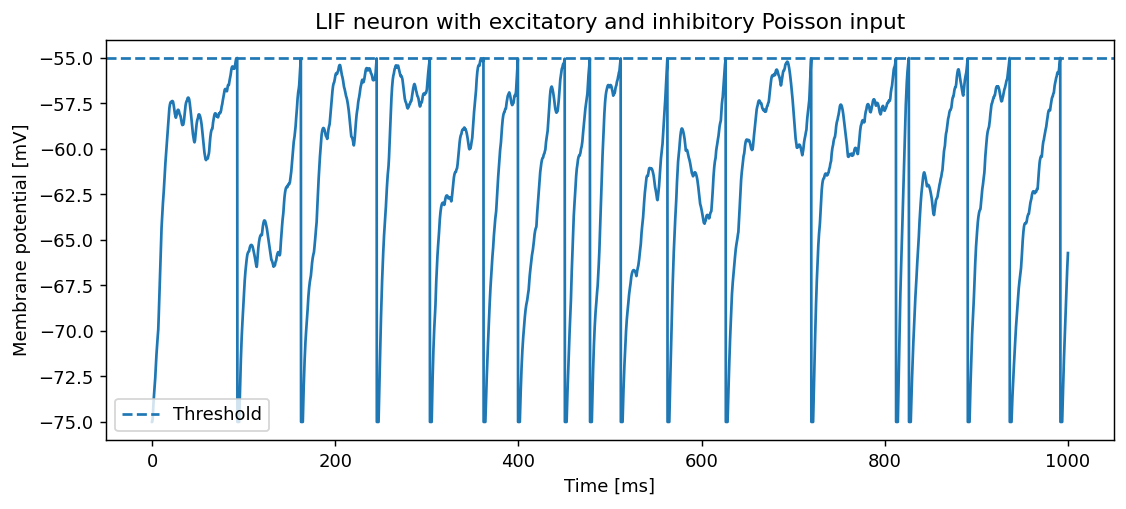 LIF neuron with excitatory and inhibitory Poisson input
Membrane potential [mV]
−55.0
−57.5
−60.0
−62.5
−65.0
−67.5
−70.0
−72.5
−75.0
Threshold
0 200 400 600 800 1000
Time [ms]